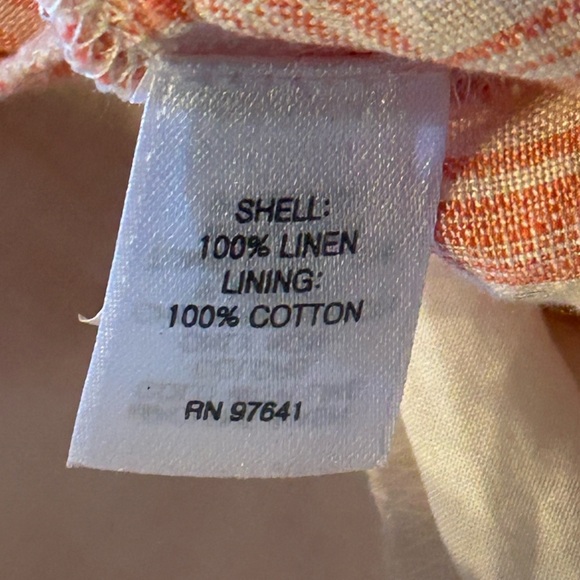 SHELL:
100% LINEN
LINING:
100% COTTON
RN 97641